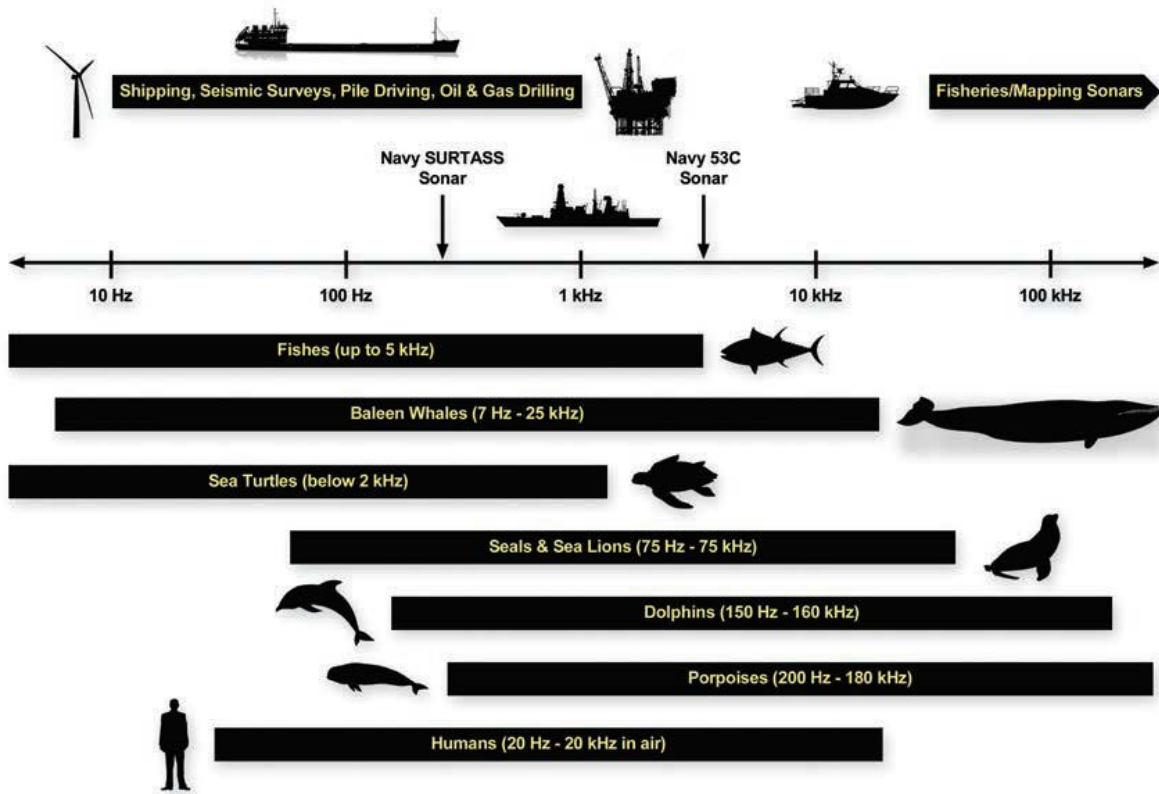 Shipping, Seismic Surveys, Pile Driving, Oil & Gas Drilling
Fisheries/Mapping Sonars
Navy SURTASS
Sonar
Navy 53C
Sonar
10 Hz
100 Hz
1 kHz
10 kHz
100 kHz
Fishes (up to 5 kHz)
Baleen Whales (7 Hz - 25 kHz)
Sea Turtles (below 2 kHz)
Seals & Sea Lions (75 Hz - 75 kHz)
Dolphins (150 Hz - 160 kHz)
Porpoises (200 Hz - 180 kHz)
Humans (20 Hz - 20 kHz in air)